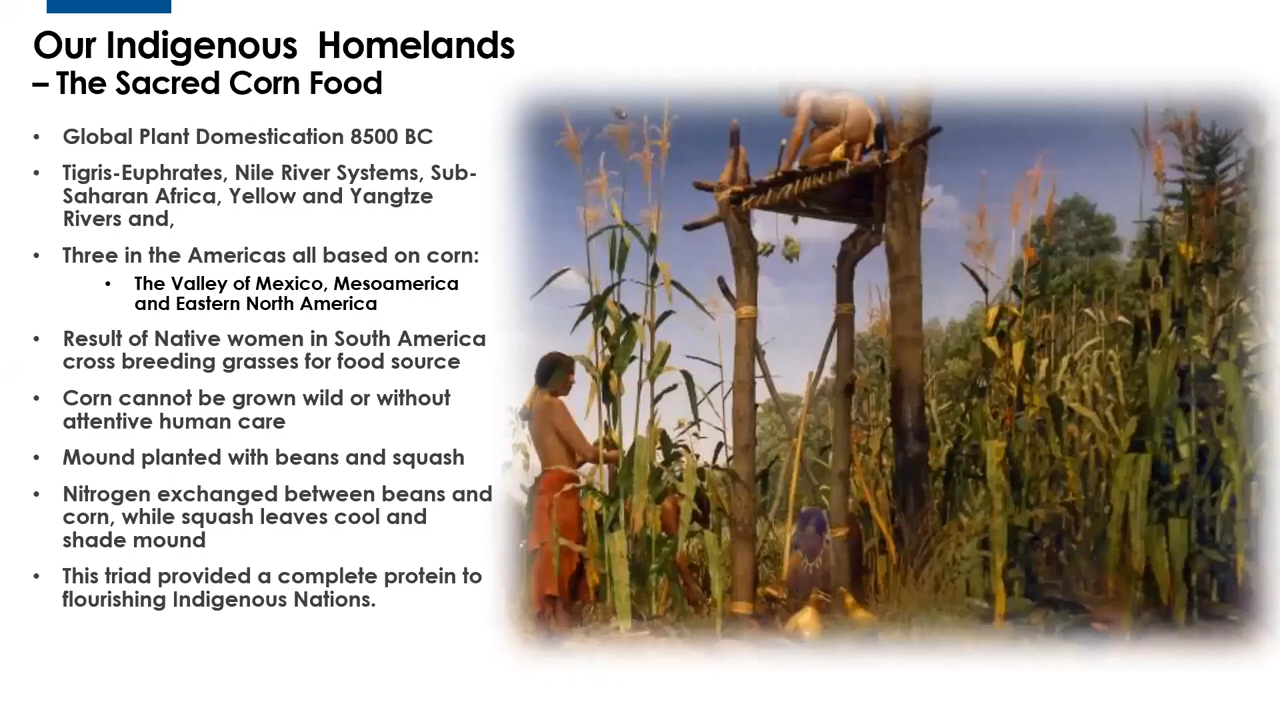 Our Indigenous  Homelands
– The Sacred Corn Food
• Global Plant Domestication 8500 BC
• Tigris-Euphrates, Nile River Systems, Sub-
Saharan Africa, Yellow and Yangtze
Rivers and,
• Three in the Americas all based on corn:
• The Valley of Mexico, Mesoamerica
and Eastern North America
• Result of Native women in South America
cross breeding grasses for food source
• Corn cannot be grown wild or without
attentive human care
• Mound planted with beans and squash
• Nitrogen exchanged between beans and
corn, while squash leaves cool and
shade mound
• This triad provided a complete protein to
flourishing Indigenous Nations.